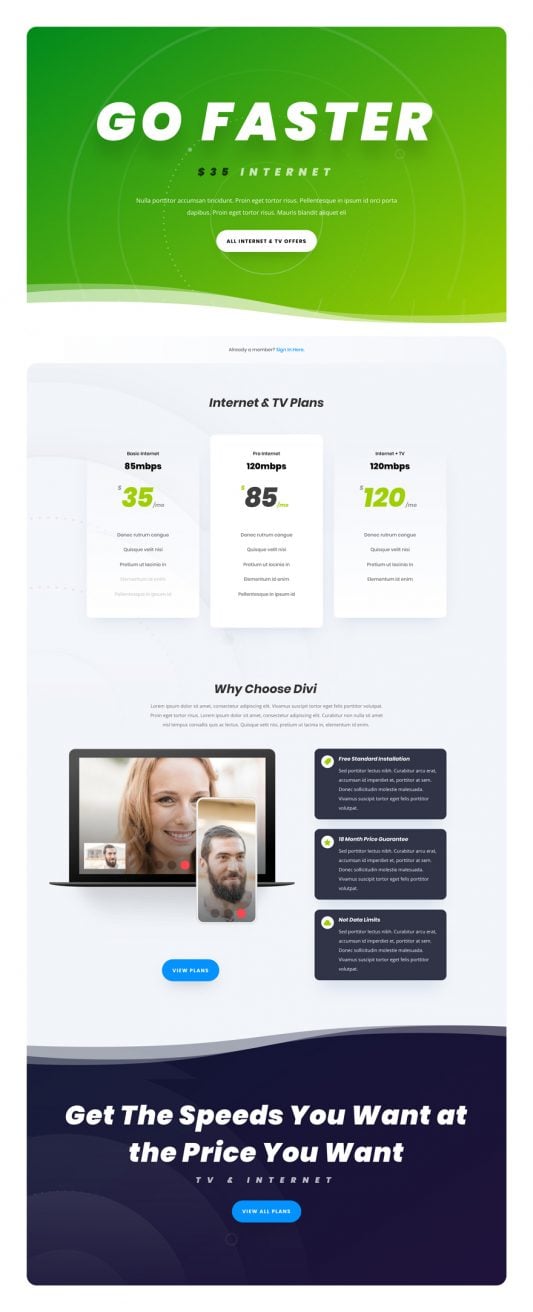 GO FASTER
$35 INTERNET
Nulla porttitor accumsan tincidunt. Proin eget tortor risus. Pellentesque in ipsum id orci porta
dapibus. Proin eget tortor risus. Mauris blandit aliquet eli
ALL INTERNET & TV OFFERS
Already a member? Sign In Here.
Internet & TV Plans
Basic Internet
85mbps
$35/mo
Donec rutrum congue
Quisque velit nisi
Pretium ut lacinia in
Elementum id enim
Pellentesque in ipsum id
Pro Internet
120mbps
$85/mo
Donec rutrum congue
Quisque velit nisi
Pretium ut lacinia in
Elementum id enim
Pellentesque in ipsum id
Internet + TV
120mbps
$120/mo
Donec rutrum congue
Quisque velit nisi
Pretium ut lacinia in
Elementum id enim
Why Choose Divi
Lorem ipsum dolor sit amet, consectetur adipiscing elit. Vivamus suscipit tortor eget felis porttitor volutpat.
Proin eget tortor risus. Lorem ipsum dolor sit amet, consectetur adipiscing elit. Curabitur non nulla sit amet
nisl tempus convallis quis ac lectus. Quisque velit nisi, pretium ut lacinia in, elementum id enim.
Free Standard Installation
Sed porttitor lectus nibh. Curabitur arcu erat,
accumsan id imperdiet et, porttitor at sem.
Donec sollicitudin molestie malesuada.
Vivamus suscipit tortor eget felis porttitor
volutpat.
18 Month Price Guarantee
Sed porttitor lectus nibh. Curabitur arcu erat,
accumsan id imperdiet et, porttitor at sem.
Donec sollicitudin molestie malesuada.
Vivamus suscipit tortor eget felis porttitor
volutpat.
Not Data Limits
Sed porttitor lectus nibh. Curabitur arcu erat,
accumsan id imperdiet et, porttitor at sem.
Donec sollicitudin molestie malesuada.
Vivamus suscipit tortor eget felis porttitor
volutpat.
VIEW PLANS
Get The Speeds You Want at
the Price You Want
TV & INTERNET
VIEW ALL PLANS